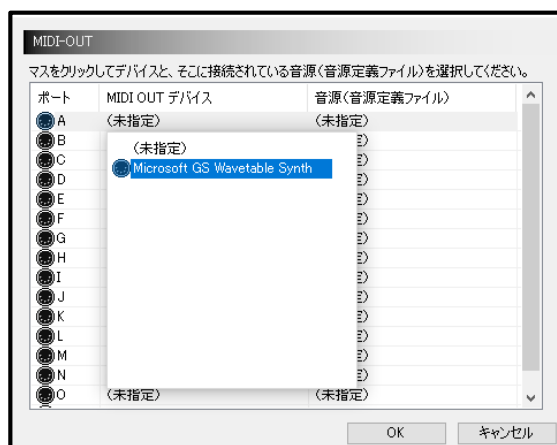 MIDI-OUT
マスをクリックしてデバイスと、そこに接続されている音源(音源定義ファイル)を選択してください。
ポート MIDI OUT デバイス 音源(音源定義ファイル)
A (未指定) (未指定)
B
(未指定)
C
Microsoft GS Wavetable Synth
D
E
F
G
H
I
J
K
L
M
N
O (未指定) (未指定)
OK キャンセル